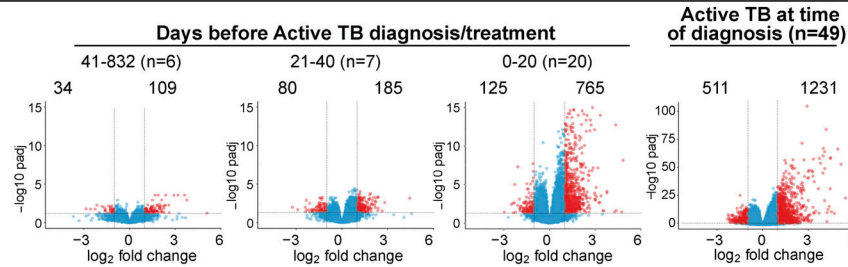 Days before Active TB diagnosis/treatment
Active TB at time
of diagnosis (n=49)
41-832 (n=6)
21-40 (n=7)
0-20 (n=20)
34 109
80 185
125 765
511 1231
15
10
5
0
-log10 padj
-3 0 3 6
log2 fold change
15
10
5
0
-log10 padj
-3 0 3 6
log2 fold change
15
10
5
0
-log10 padj
-3 0 3 6
log2 fold change
100
75
50
25
0
-log10 padj
-3 0 3 6
log2 fold change